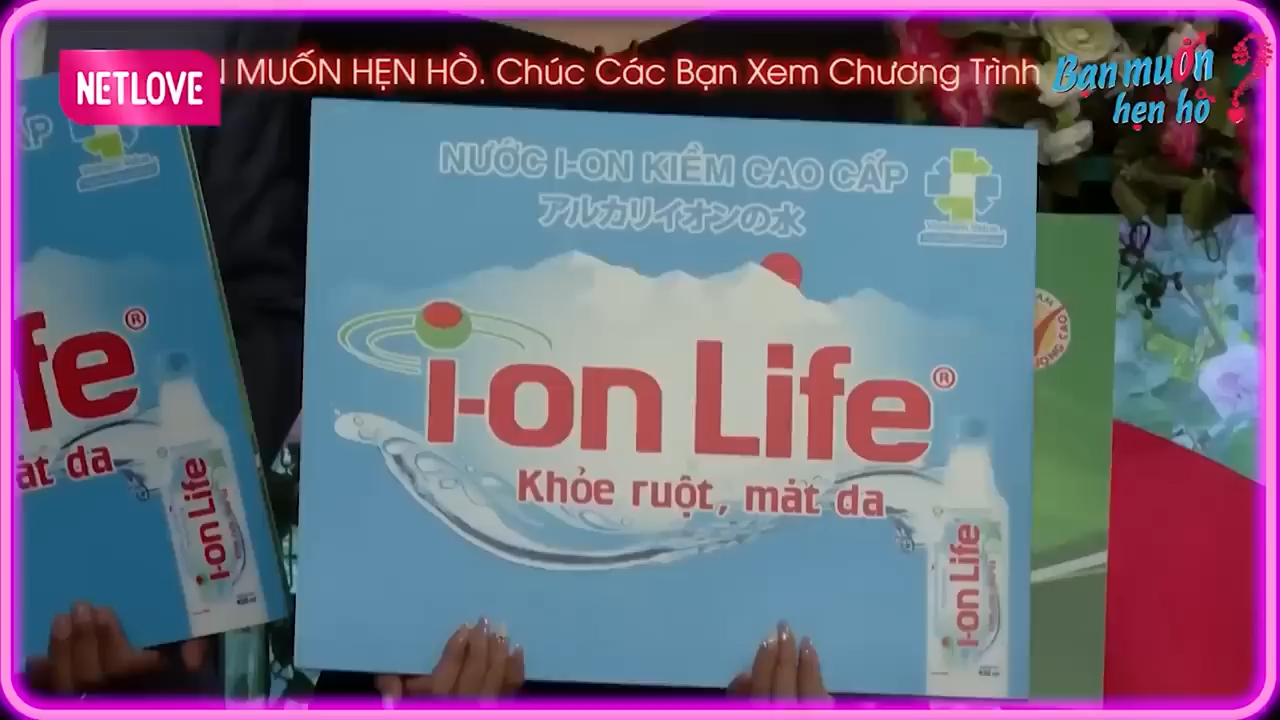 NETLOVE
N MUỐN HẸN HÒ. Chúc Các Bạn Xem Chương Trình
Bạn muốn
hẹn hò ?
NƯỚC I-ON KIỀM CAO CẤP
アルカリイオンの水
i-on Life®
Khỏe ruột, mát da
i-on Life
ẤP
ife®
át da
i-on Life